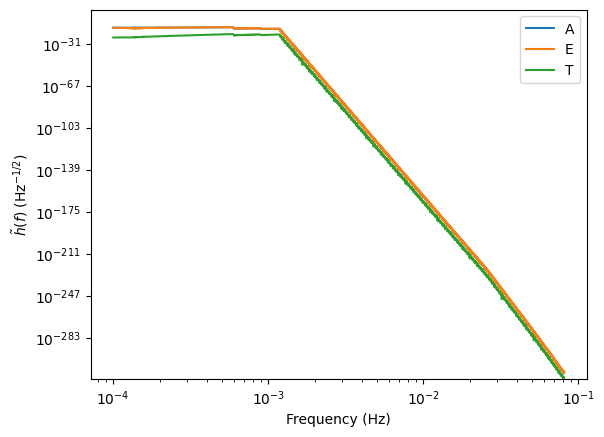 A
E
T
10⁻³¹
10⁻⁶⁷
10⁻¹⁰³
10⁻¹³⁹
10⁻¹⁷⁵
10⁻²¹¹
10⁻²⁴⁷
10⁻²⁸³
h̃(f) (Hz⁻¹/²)
10⁻⁴
10⁻³
10⁻²
10⁻¹
Frequency (Hz)